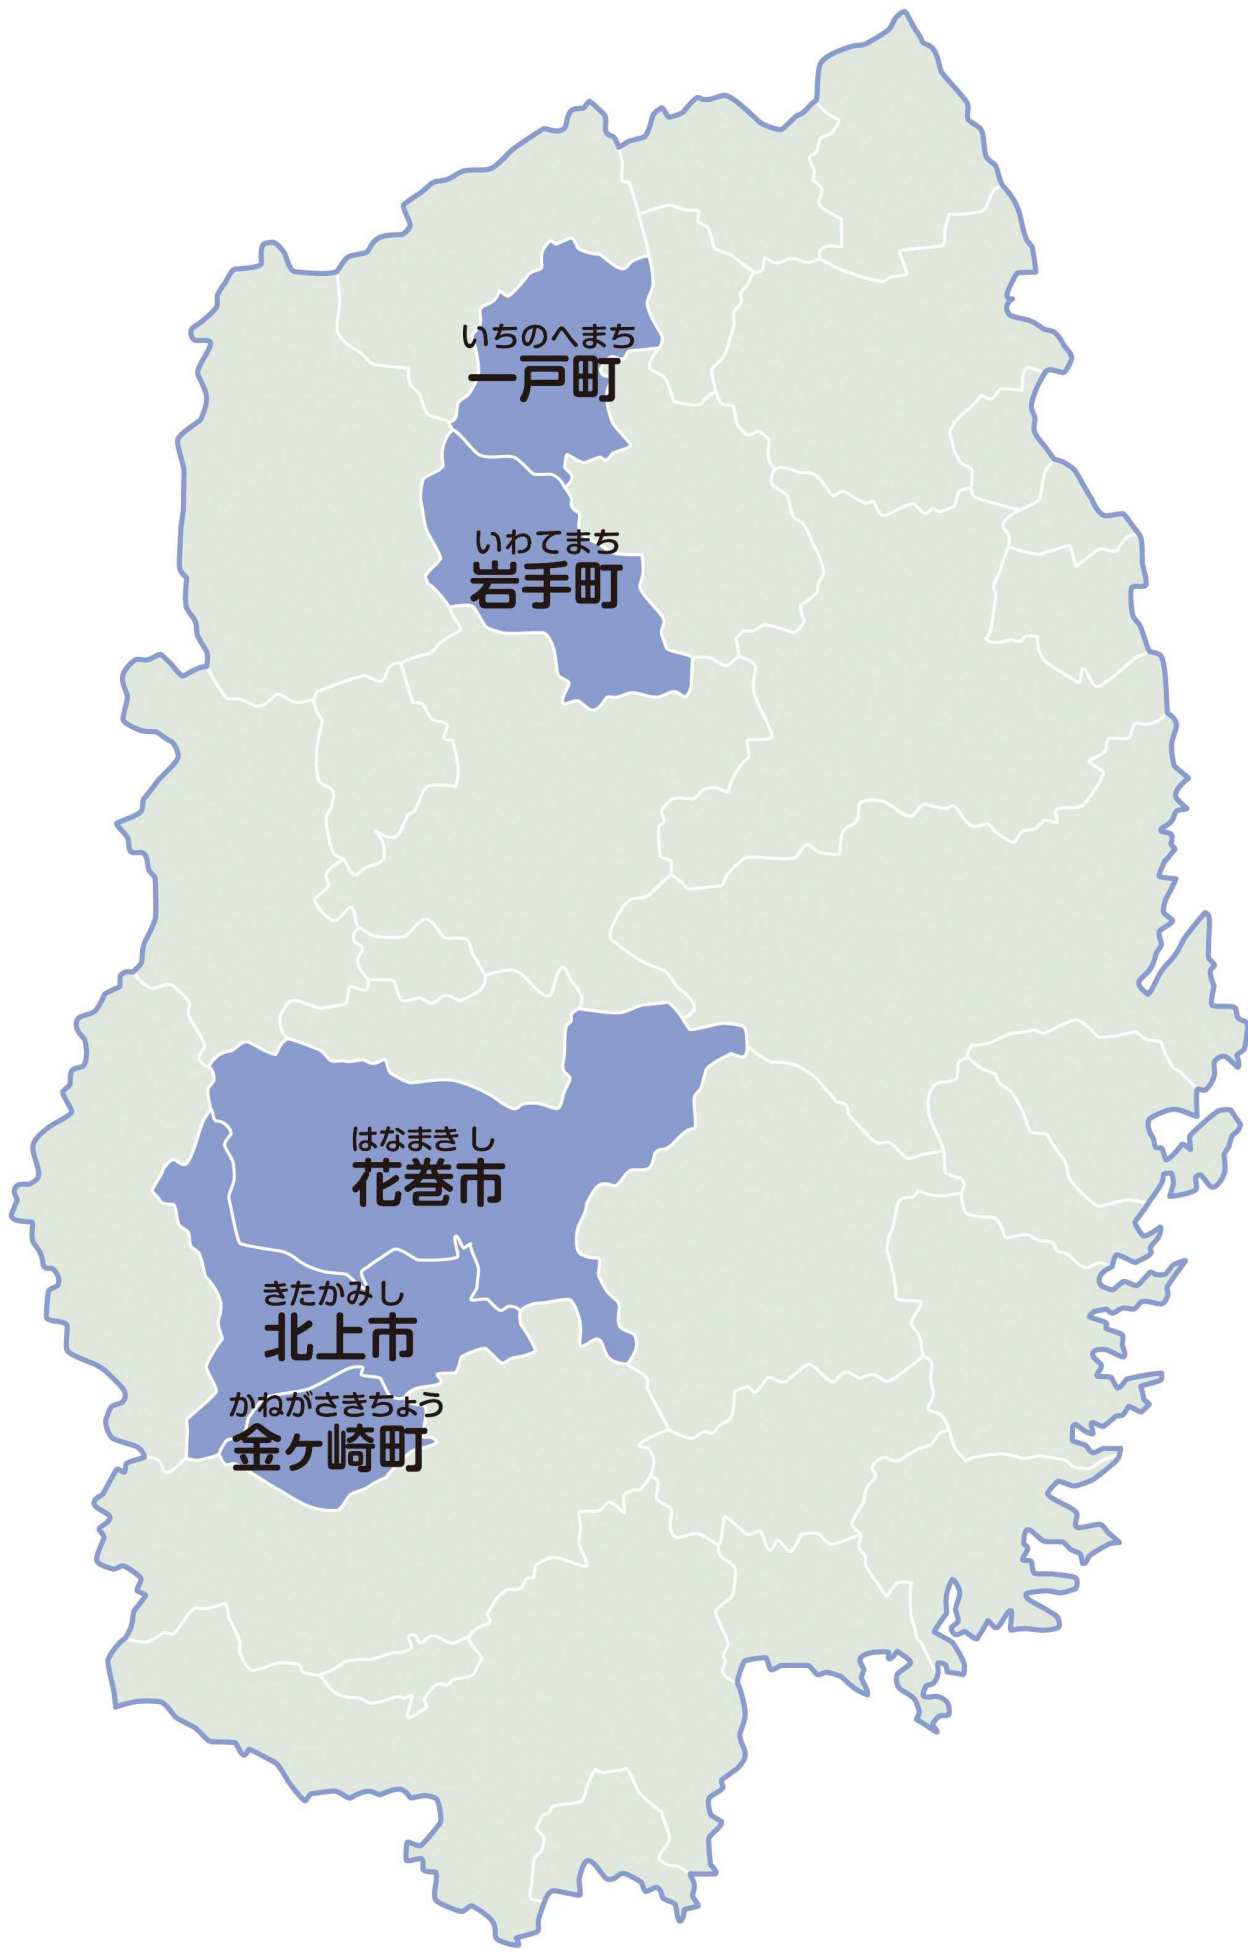 いちのへまち
一戸町
いわてまち
岩手町
はなまき し
花巻市
きたかみし
北上市
かねがさきちょう
金ヶ崎町